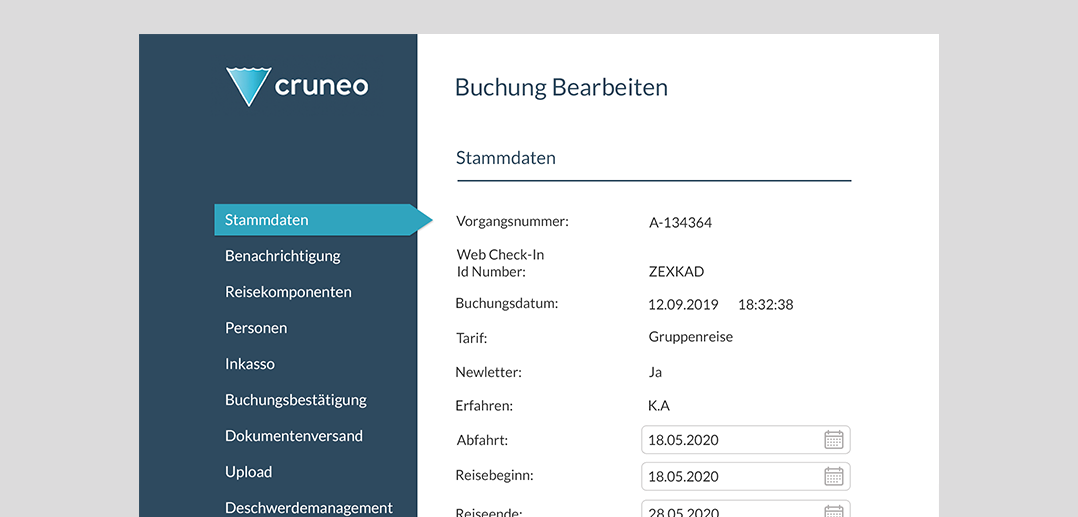 cruneo
Stammdaten
Benachrichtigung
Reisekomponenten
Personen
Inkasso
Buchungsbestätigung
Dokumentenversand
Upload
Deschwerdemanagement
Buchung Bearbeiten
Stammdaten
Vorgangsnummer: A-134364
Web Check-In
Id Number: ZEXKAD
Buchungsdatum: 12.09.2019 18:32:38
Tarif: Gruppenreise
Newletter: Ja
Erfahren: K.A
Abfahrt: 18.05.2020
Reisebeginn: 18.05.2020
Reiseende: 28.05.2020